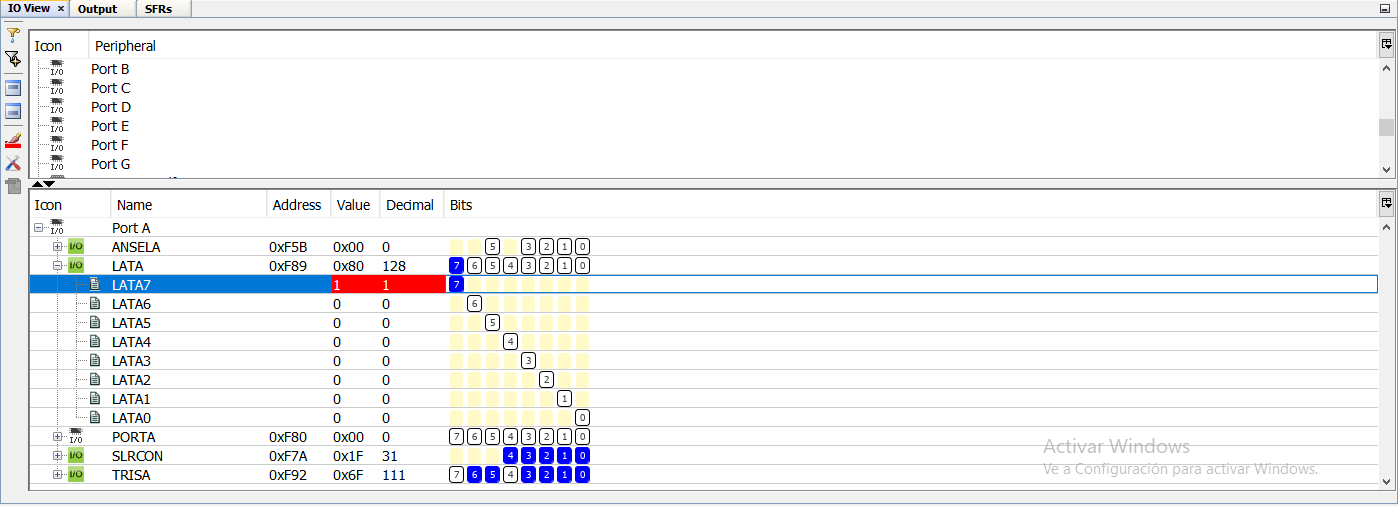 IO View × Output SFRs
Icon Peripheral
I/O Port B
I/O Port C
I/O Port D
I/O Port E
I/O Port F
I/O Port G
Icon Name Address Value Decimal Bits
I/O Port A
I/O ANSELA 0xF5B 0x00 0 5 3 2 1 0
I/O LATA 0xF89 0x80 128 7 6 5 4 3 2 1 0
LATA7 1 1 7
LATA6 0 0 6
LATA5 0 0 5
LATA4 0 0 4
LATA3 0 0 3
LATA2 0 0 2
LATA1 0 0 1
LATA0 0 0 0
I/O PORTA 0xF80 0x00 0 7 6 5 4 3 2 1 0
I/O SLRCON 0xF7A 0x1F 31 4 3 2 1 0
I/O TRISA 0xF92 0x6F 111 7 6 5 4 3 2 1 0
Activar Windows
Ve a Configuración para activar Windows.